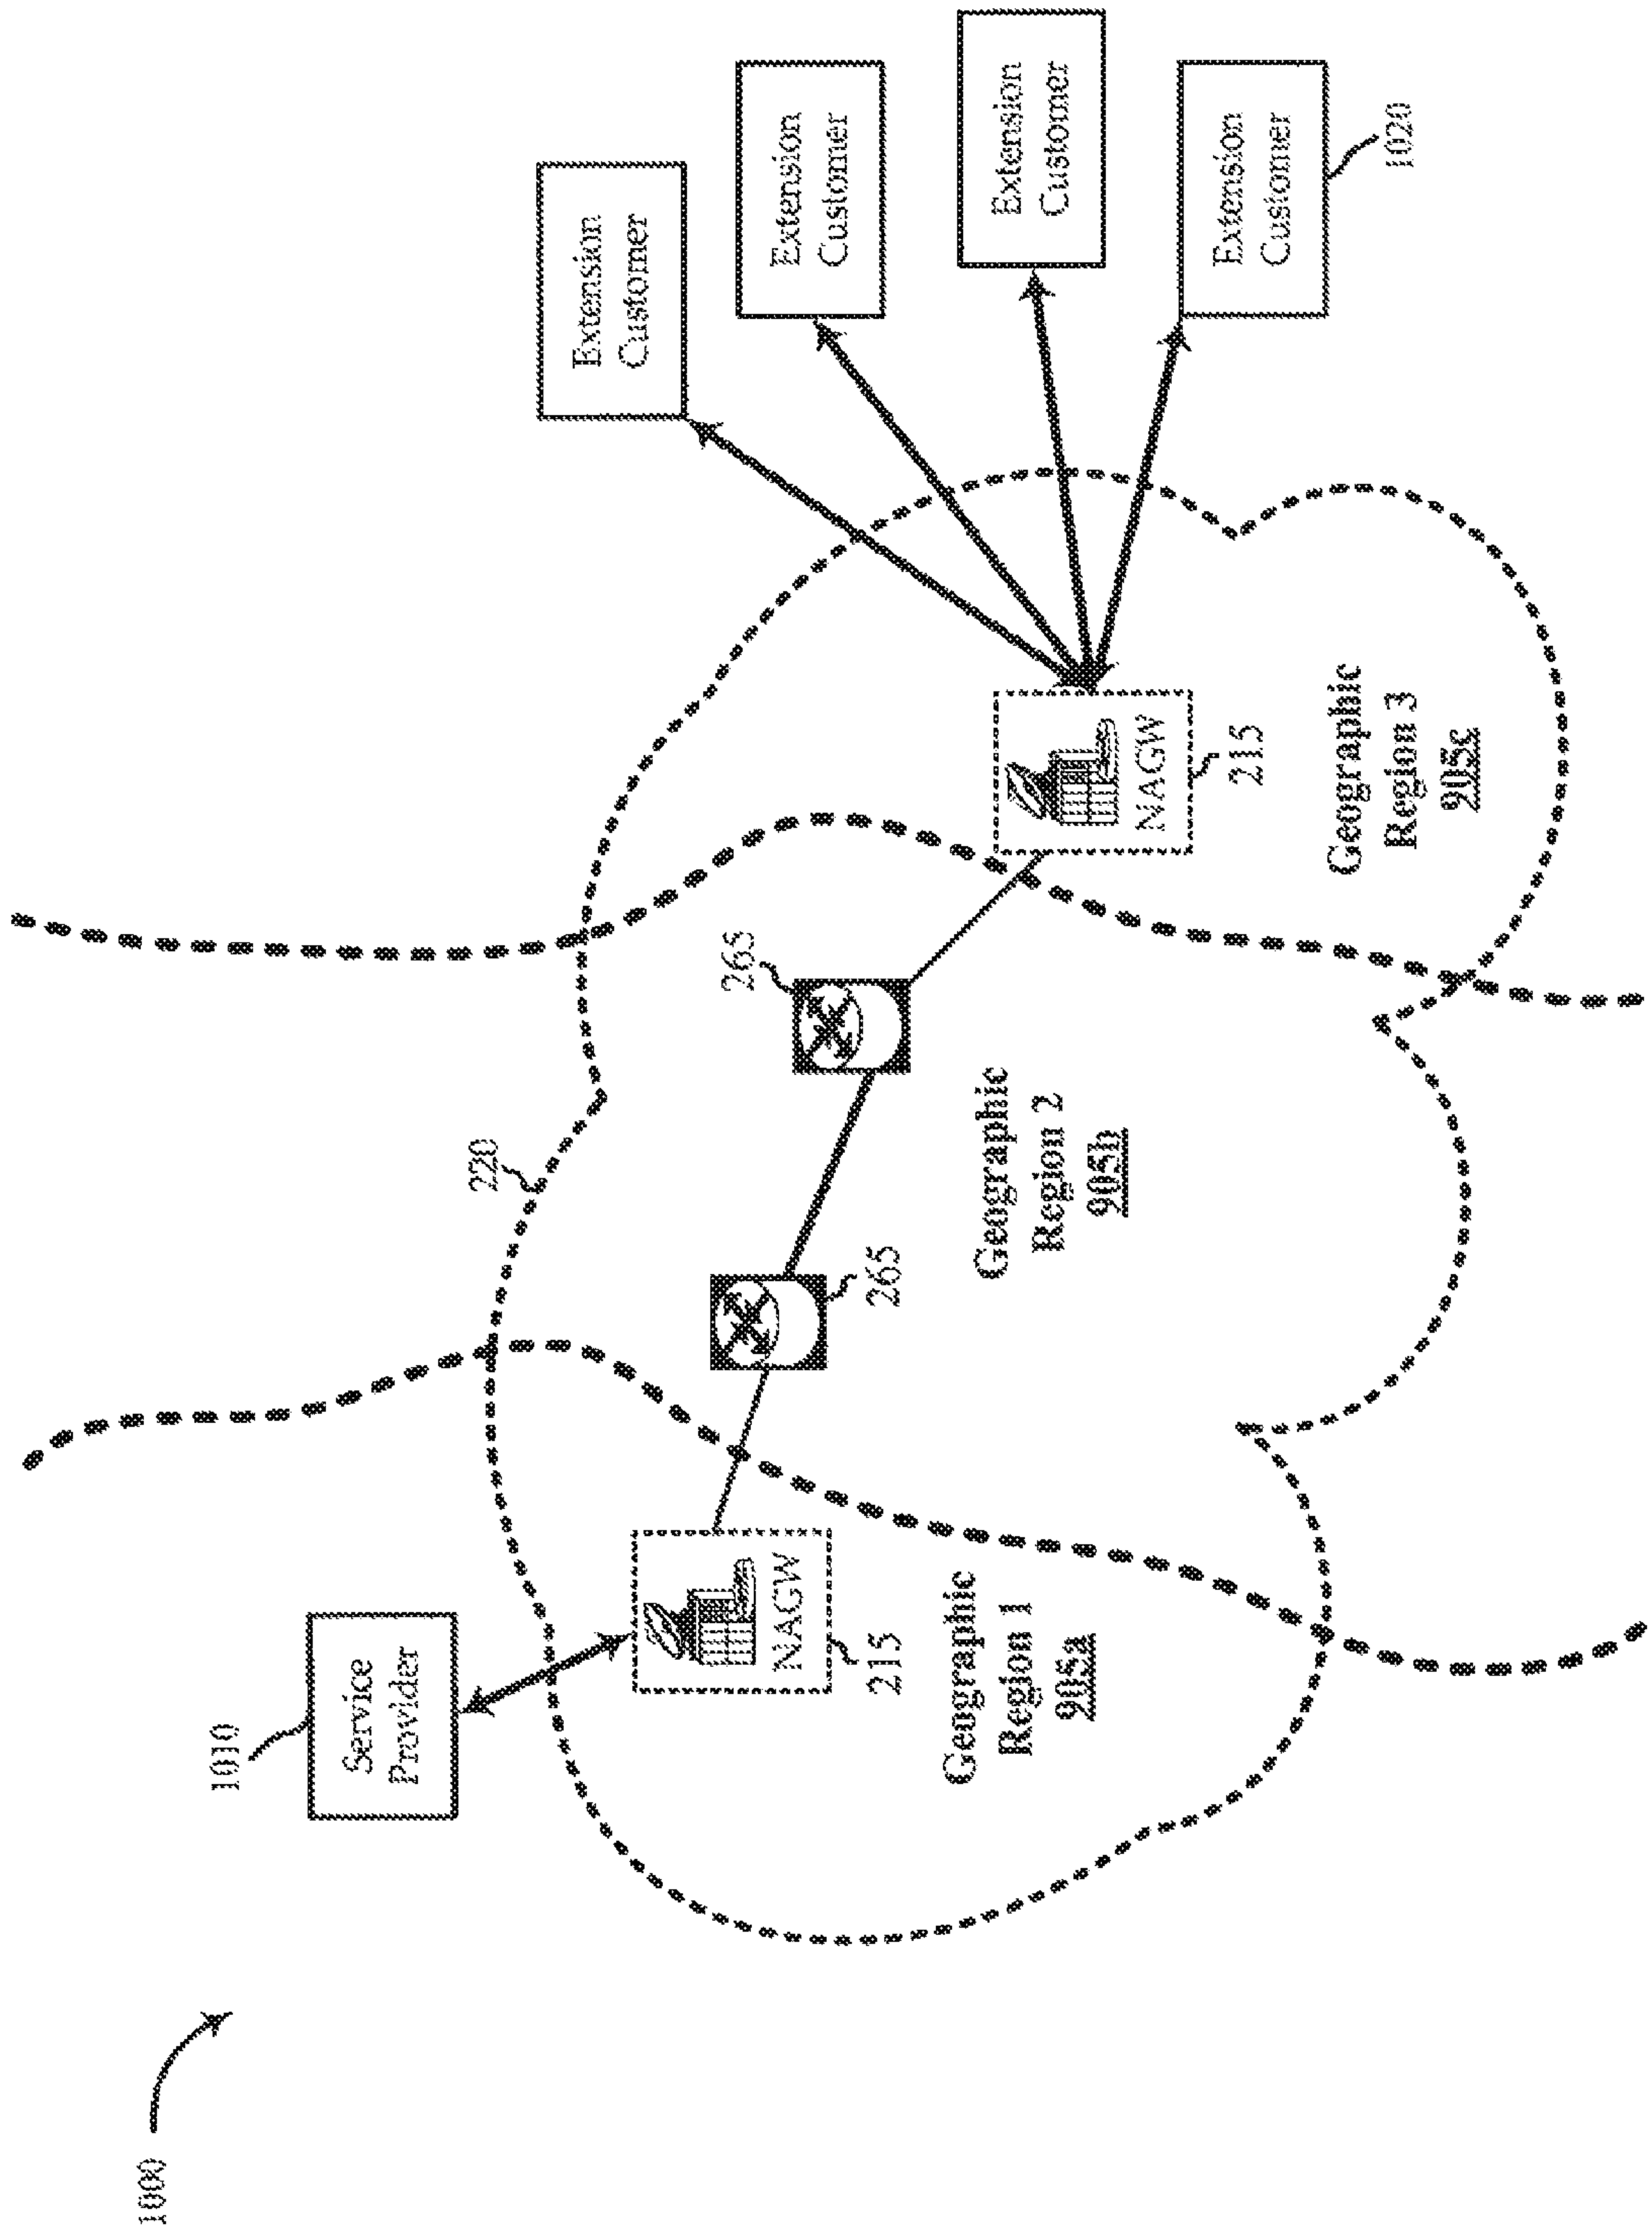 1000
1010
Service
Provider
220
Extension
Customer
265
Extension
Customer
NAGW
215
265
Geographic
Region 1
905a
Geographic
Region 2
905b
Extension
Customer
NAGW
215
Extension
Customer
1020
Geographic
Region 3
905c